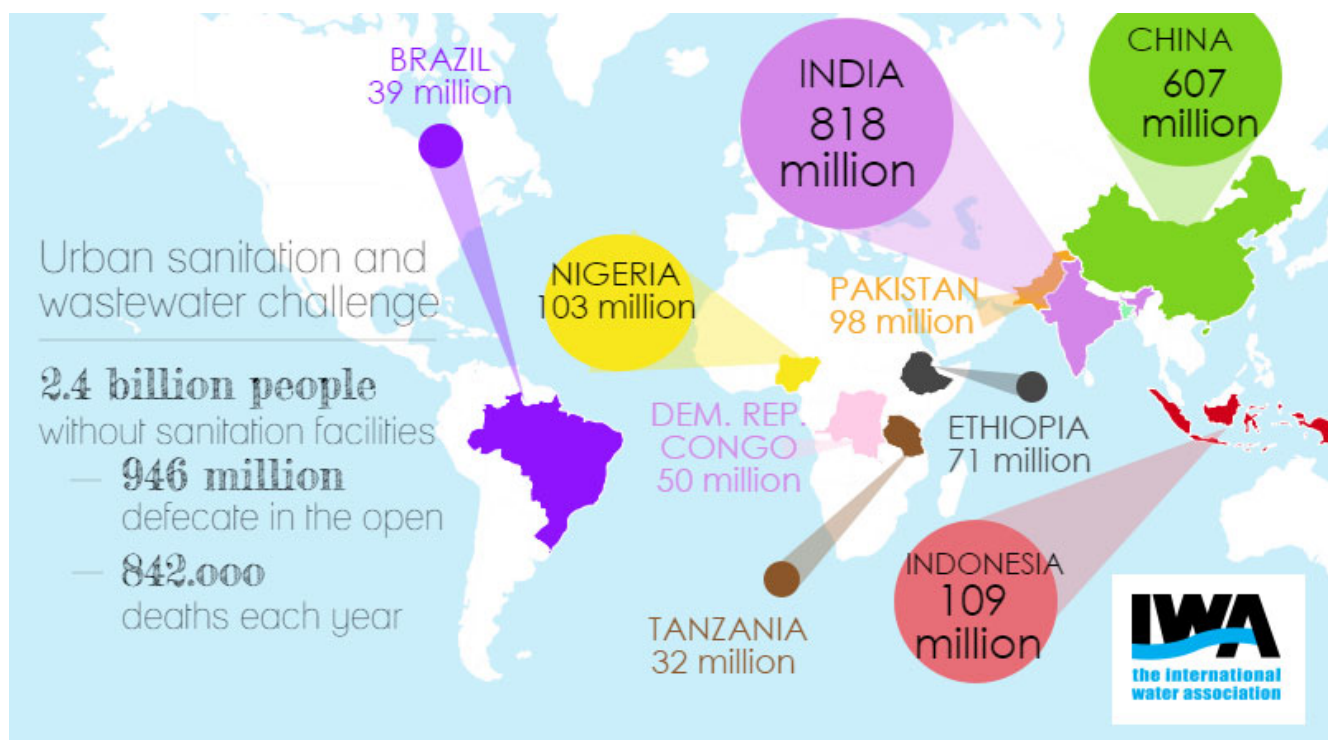 BRAZIL
39 million
INDIA
818
million
CHINA
607
million
Urban sanitation and
wastewater challenge
2.4 billion people
without sanitation facilities
— 946 million
defecate in the open
— 842.000
deaths each year
NIGERIA
103 million
PAKISTAN
98 million
DEM. REP.
CONGO
50 million
ETHIOPIA
71 million
TANZANIA
32 million
INDONESIA
109
million
IWA
the international
water association